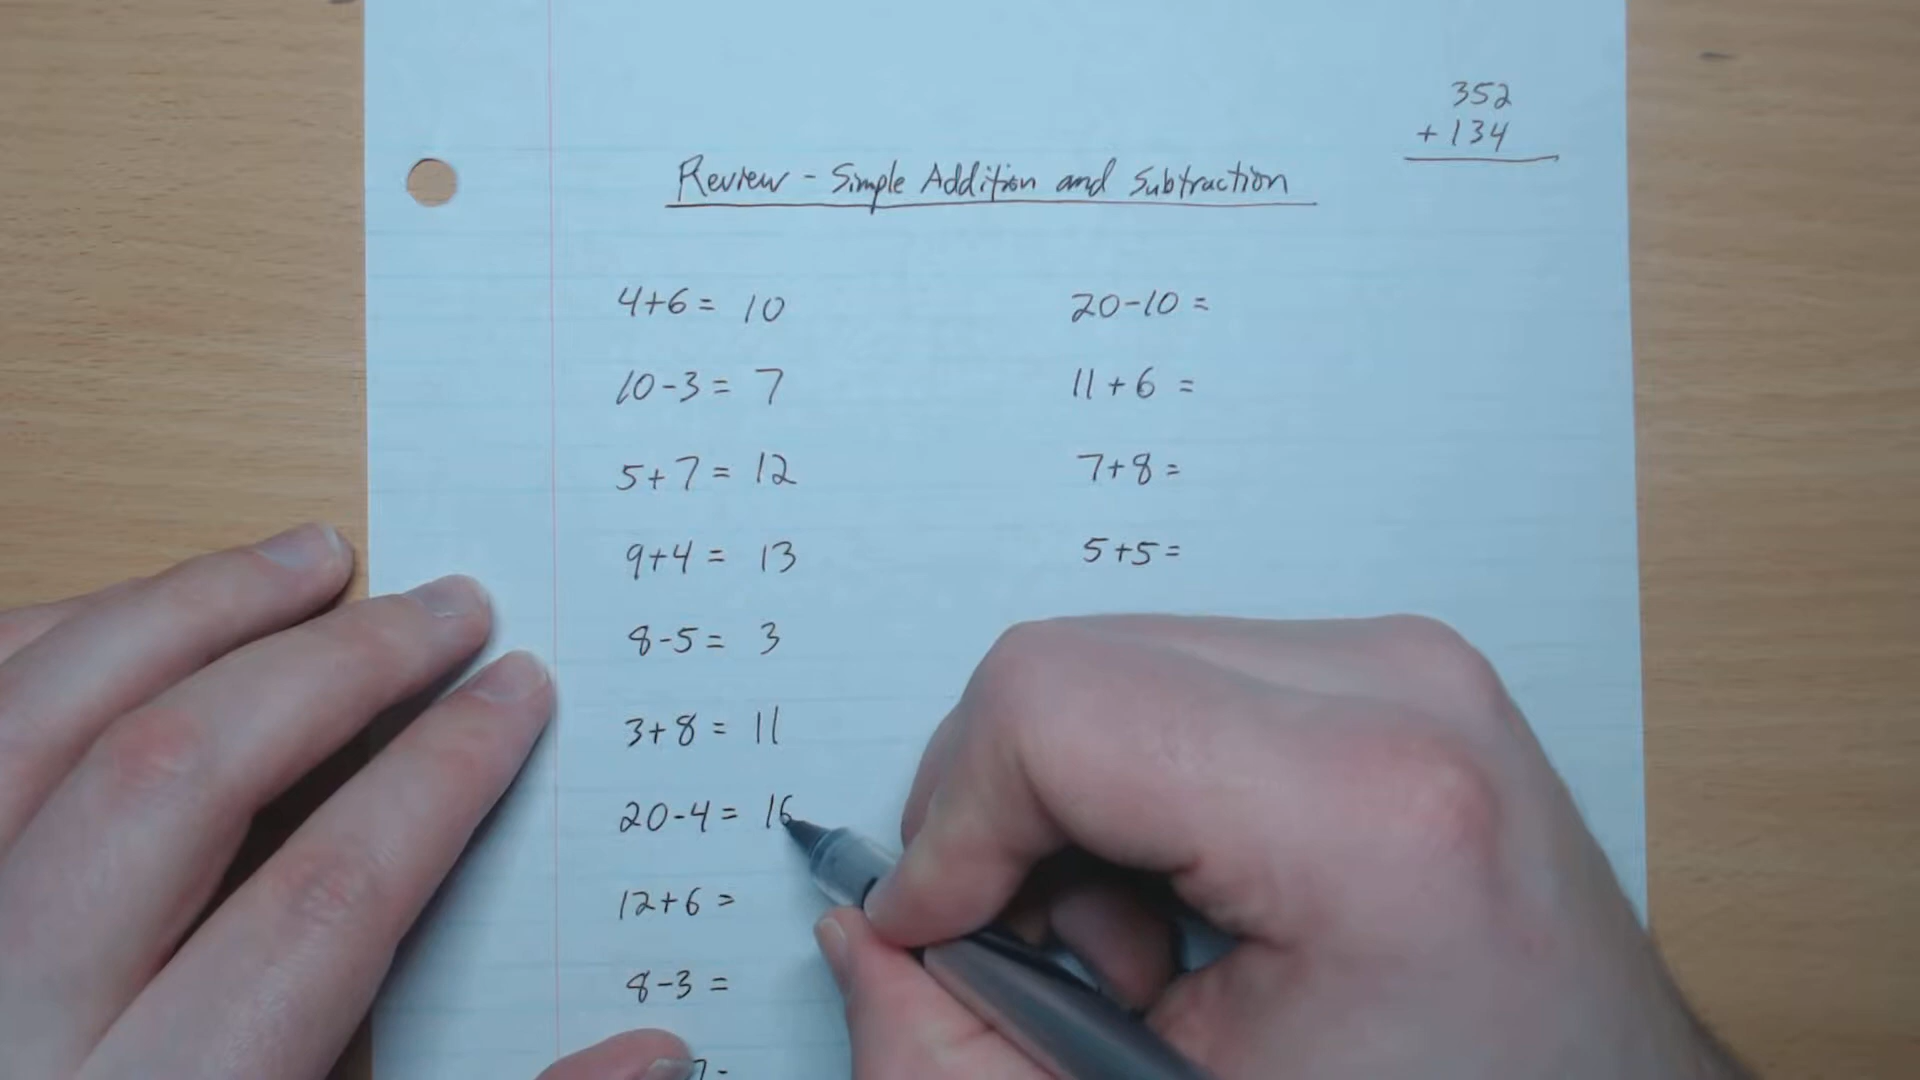 352
+ 134
Review - Simple Addition and Subtraction
4+6 = 10
10-3 = 7
5+7 = 12
9+4 = 13
8-5 = 3
3+8 = 11
20-4 = 16
12+6 =
8-3 =
20-10 =
11+6 =
7+8 =
5+5 =